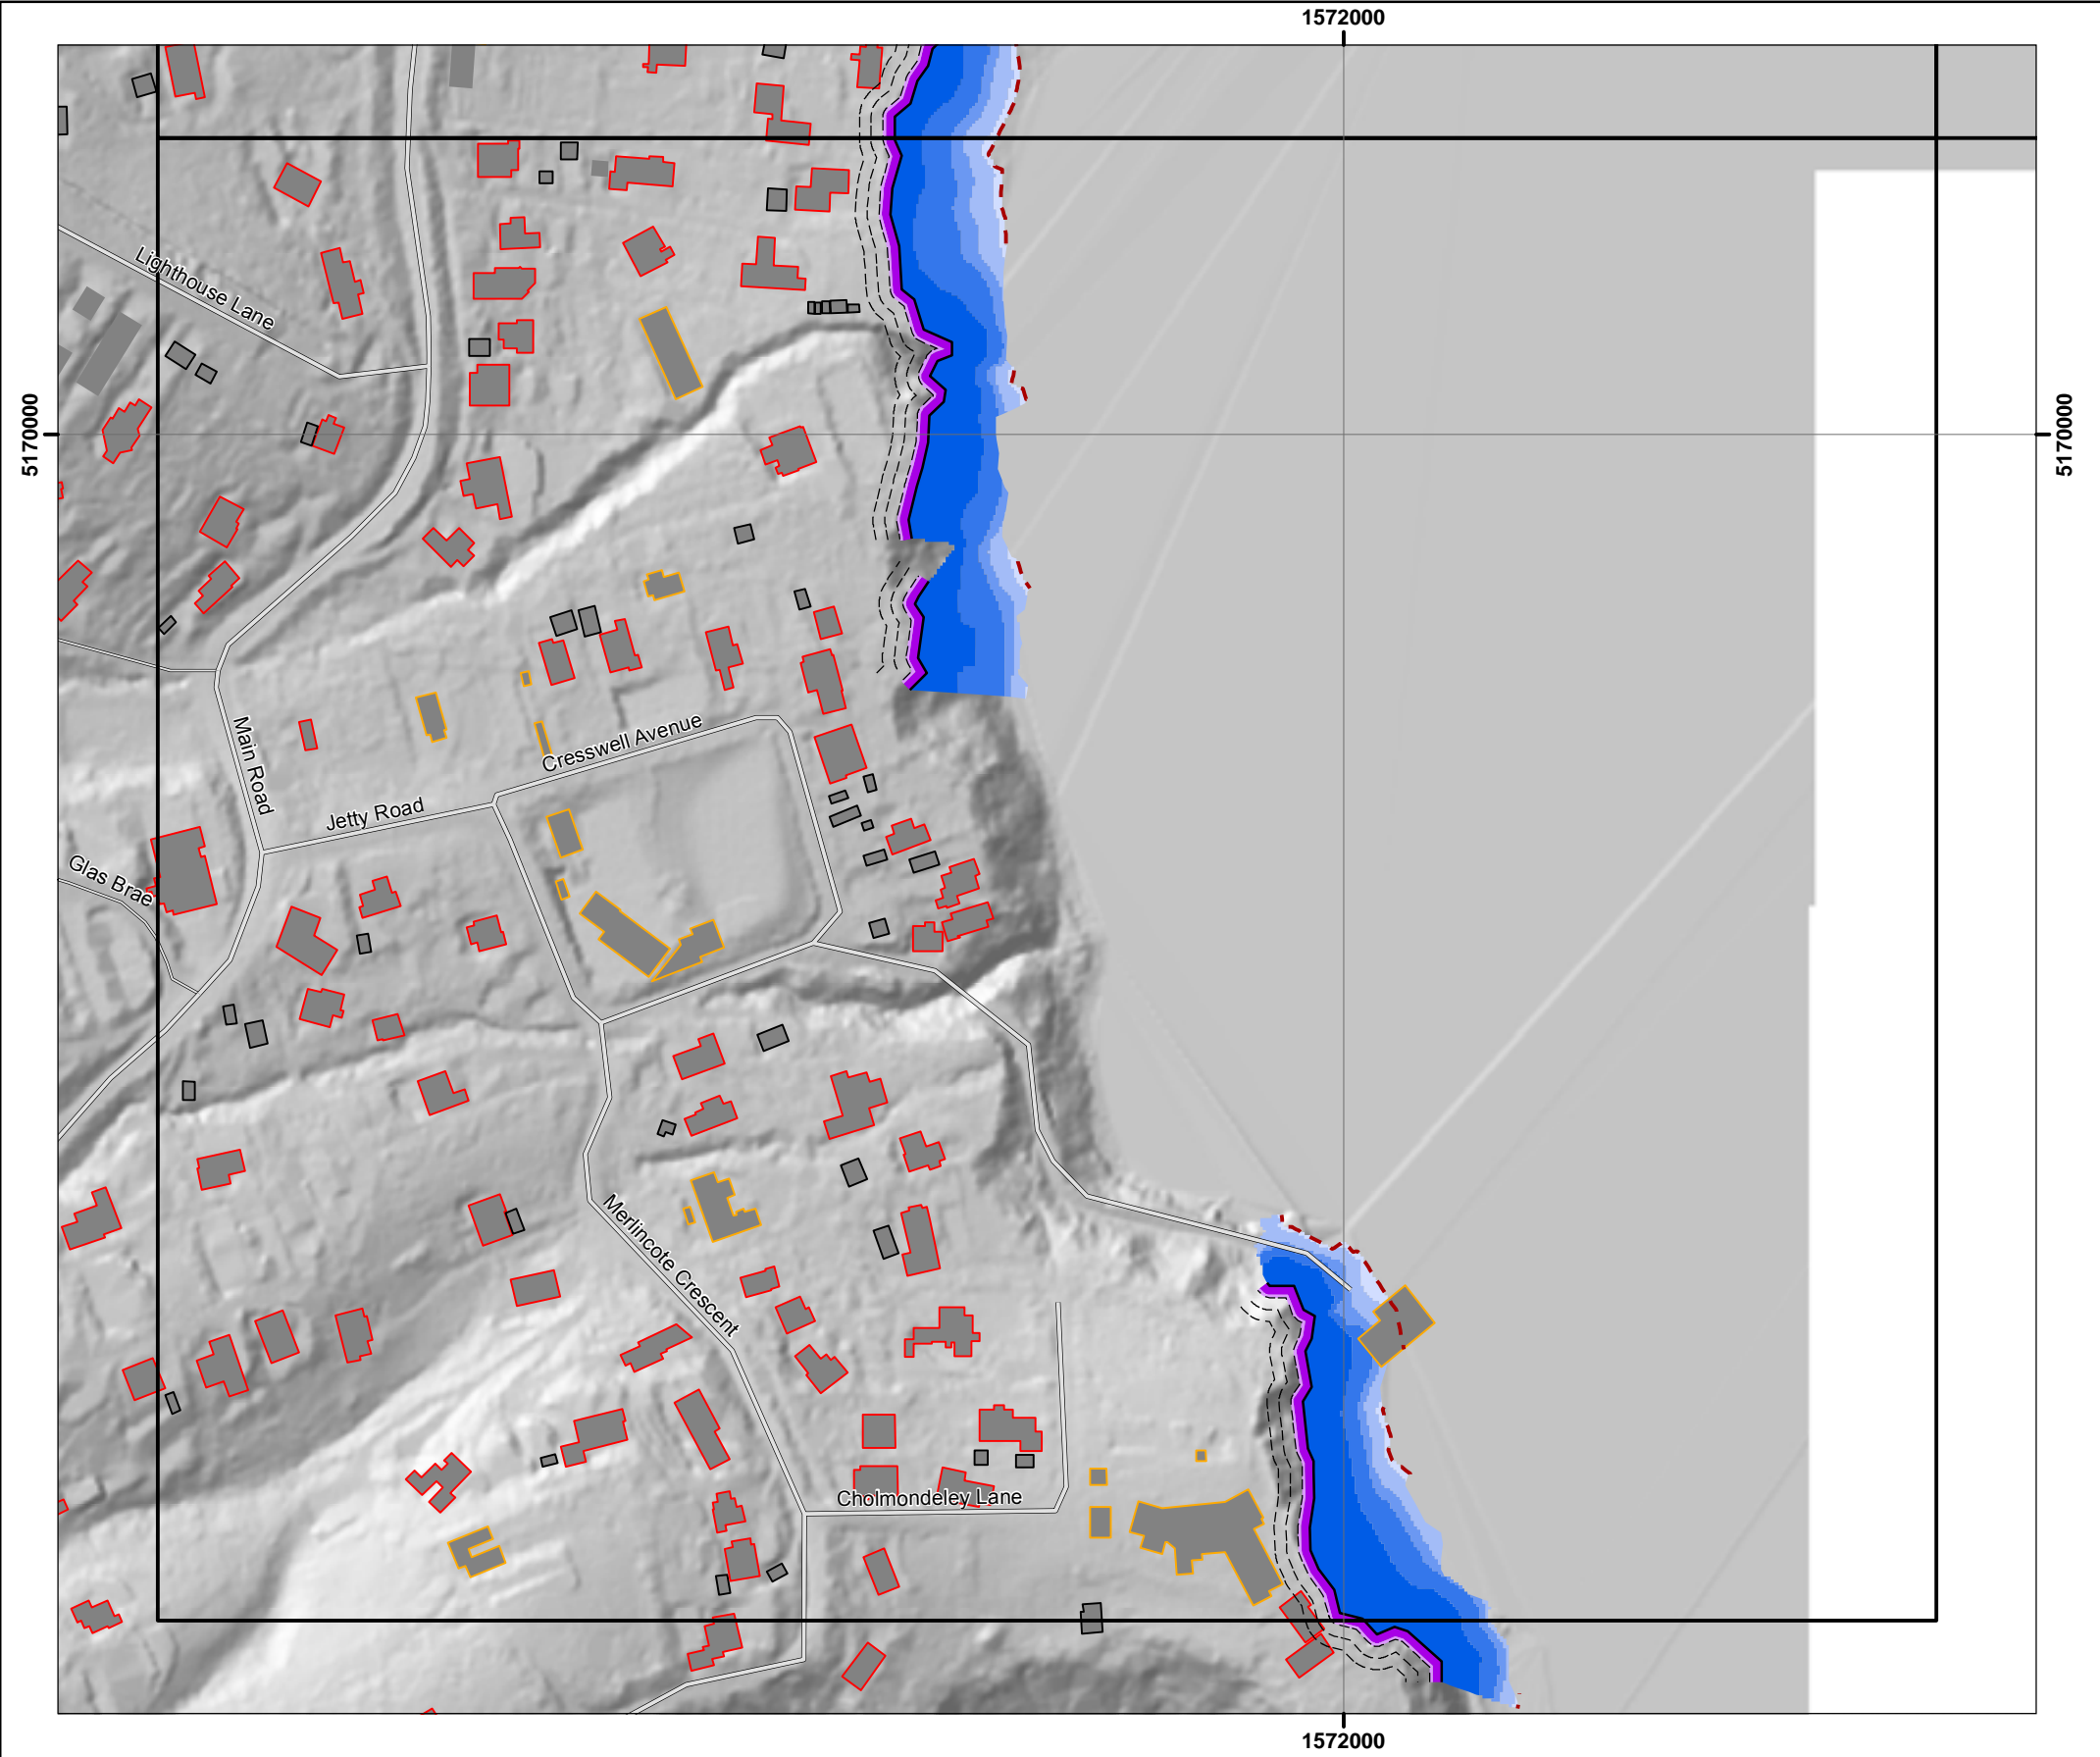 1572000
Lighthouse Lane
5170000
5170000
Main Road
Cresswell Avenue
Jetty Road
Glas Brae
Merlincote Crescent
Cholmondeley Lane
1572000